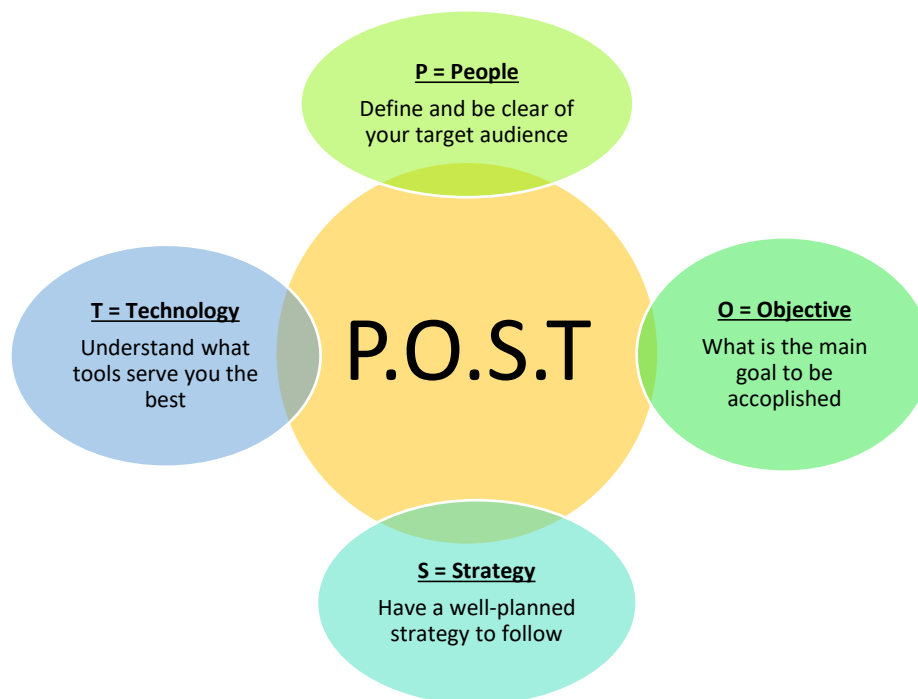 P = People
Define and be clear of
your target audience
T = Technology
Understand what
tools serve you the
best
P.O.S.T
O = Objective
What is the main
goal to be
accoplished
S = Strategy
Have a well-planned
strategy to follow